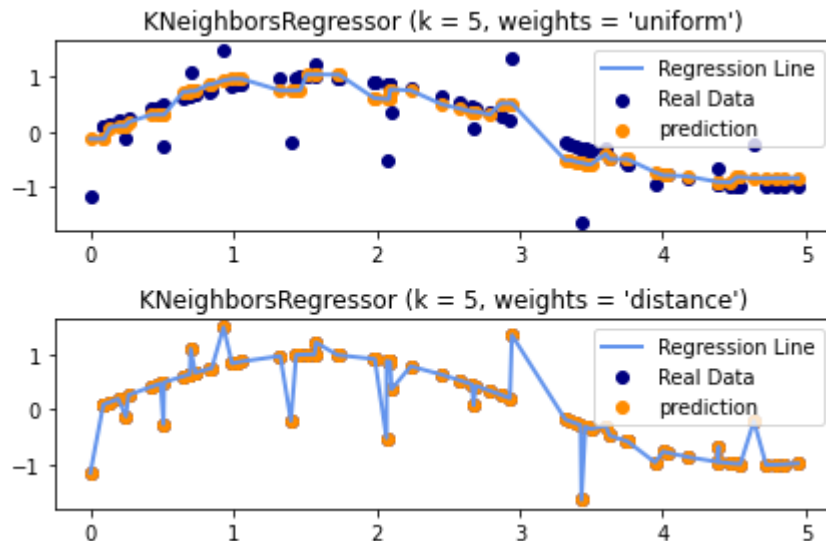 KNeighborsRegressor (k = 5, weights = 'uniform')
1
0
−1
Regression Line
Real Data
prediction
0 1 2 3 4 5
KNeighborsRegressor (k = 5, weights = 'distance')
1
0
−1
Regression Line
Real Data
prediction
0 1 2 3 4 5